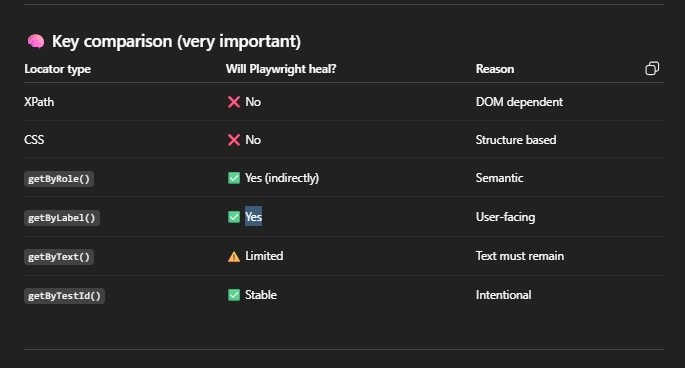 🧠 Key comparison (very important)
Locator type Will Playwright heal? Reason
XPath ❌ No DOM dependent
CSS ❌ No Structure based
getByRole() ✅ Yes (indirectly) Semantic
getByLabel() ✅ Yes User-facing
getByText() ⚠️ Limited Text must remain
getByTestId() ✅ Stable Intentional